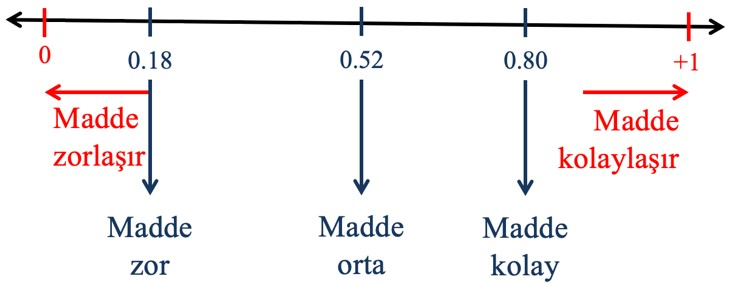 0
0.18
0.52
0.80
+1
Madde
zorlaşır
Madde
kolaylaşır
Madde
zor
Madde
orta
Madde
kolay